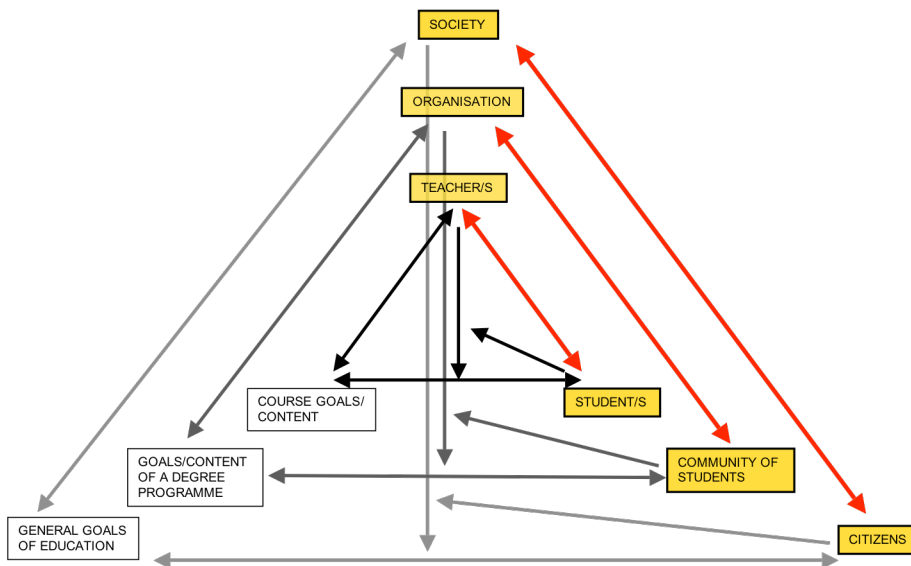 SOCIETY
ORGANISATION
TEACHER/S
COURSE GOALS/
CONTENT
STUDENT/S
GOALS/CONTENT
OF A DEGREE
PROGRAMME
COMMUNITY OF
STUDENTS
GENERAL GOALS
OF EDUCATION
CITIZENS